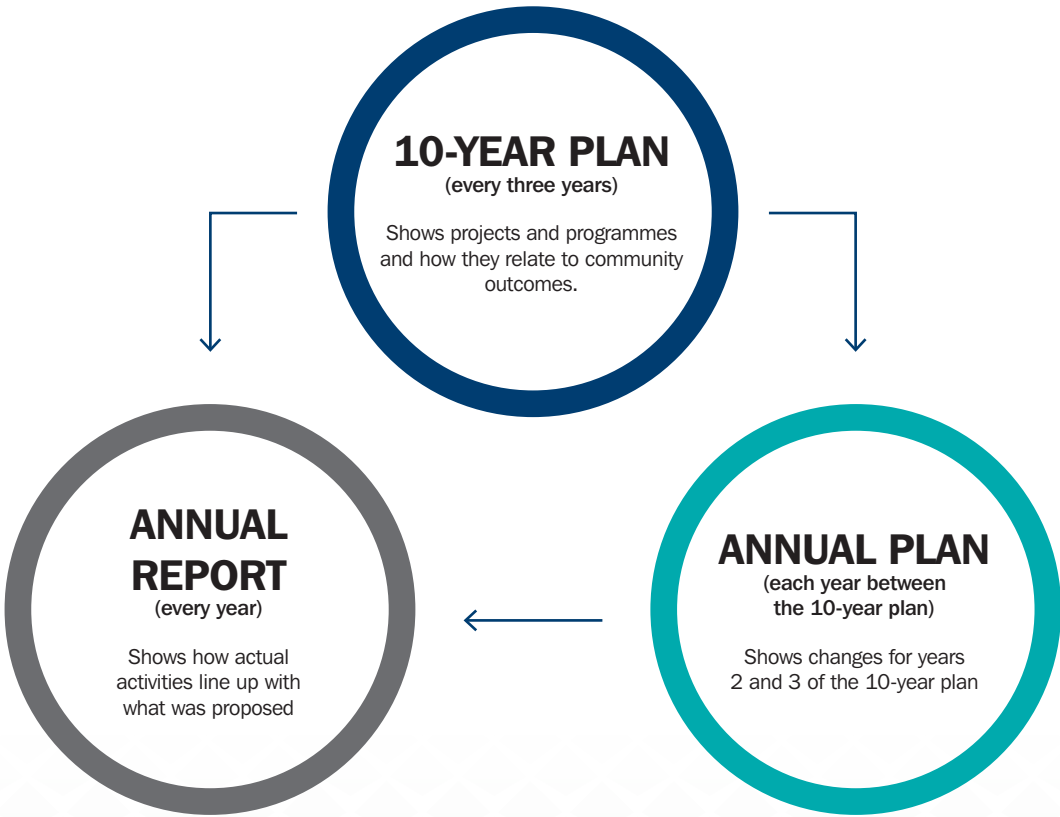 10-YEAR PLAN
(every three years)
Shows projects and programmes
and how they relate to community
outcomes.
ANNUAL
REPORT
(every year)
Shows how actual
activities line up with
what was proposed
ANNUAL PLAN
(each year between
the 10-year plan)
Shows changes for years
2 and 3 of the 10-year plan